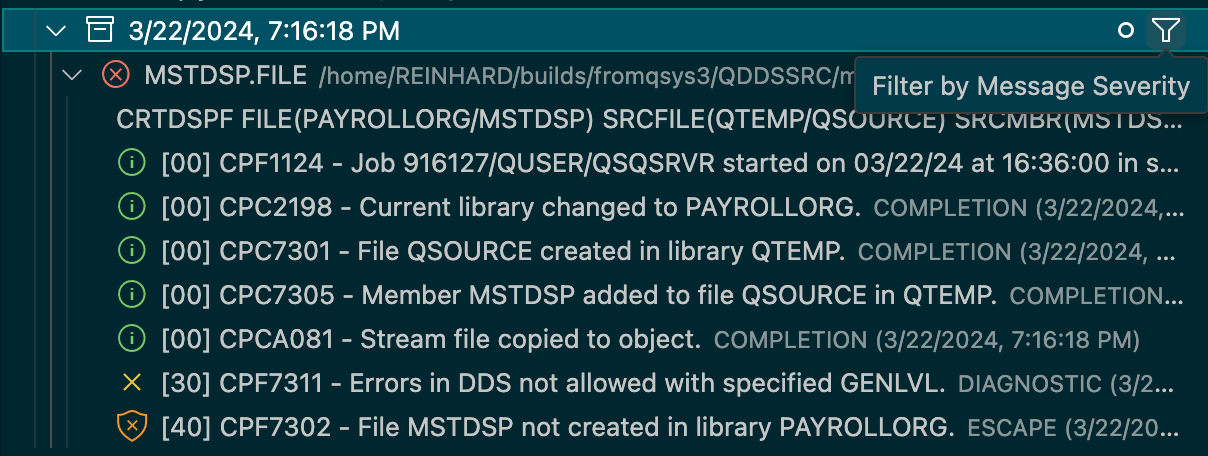 3/22/2024, 7:16:18 PM
MSTDSP.FILE /home/REINHARD/builds/fromqsys3/QDDSSRC/
Filter by Message Severity
CRTDSPF FILE(PAYROLLORG/MSTDSP) SRCFILE(QTEMP/QSOURCE) SRCMBR(MSTDS...
[00] CPF1124 - Job 916127/QUSER/QSQSRVR started on 03/22/24 at 16:36:00 in s...
[00] CPC2198 - Current library changed to PAYROLLORG. COMPLETION (3/22/2024,...
[00] CPC7301 - File QSOURCE created in library QTEMP. COMPLETION (3/22/2024, ...
[00] CPC7305 - Member MSTDSP added to file QSOURCE in QTEMP. COMPLETION...
[00] CPCA081 - Stream file copied to object. COMPLETION (3/22/2024, 7:16:18 PM)
[30] CPF7311 - Errors in DDS not allowed with specified GENLVL. DIAGNOSTIC (3/2...
[40] CPF7302 - File MSTDSP not created in library PAYROLLORG. ESCAPE (3/22/20...